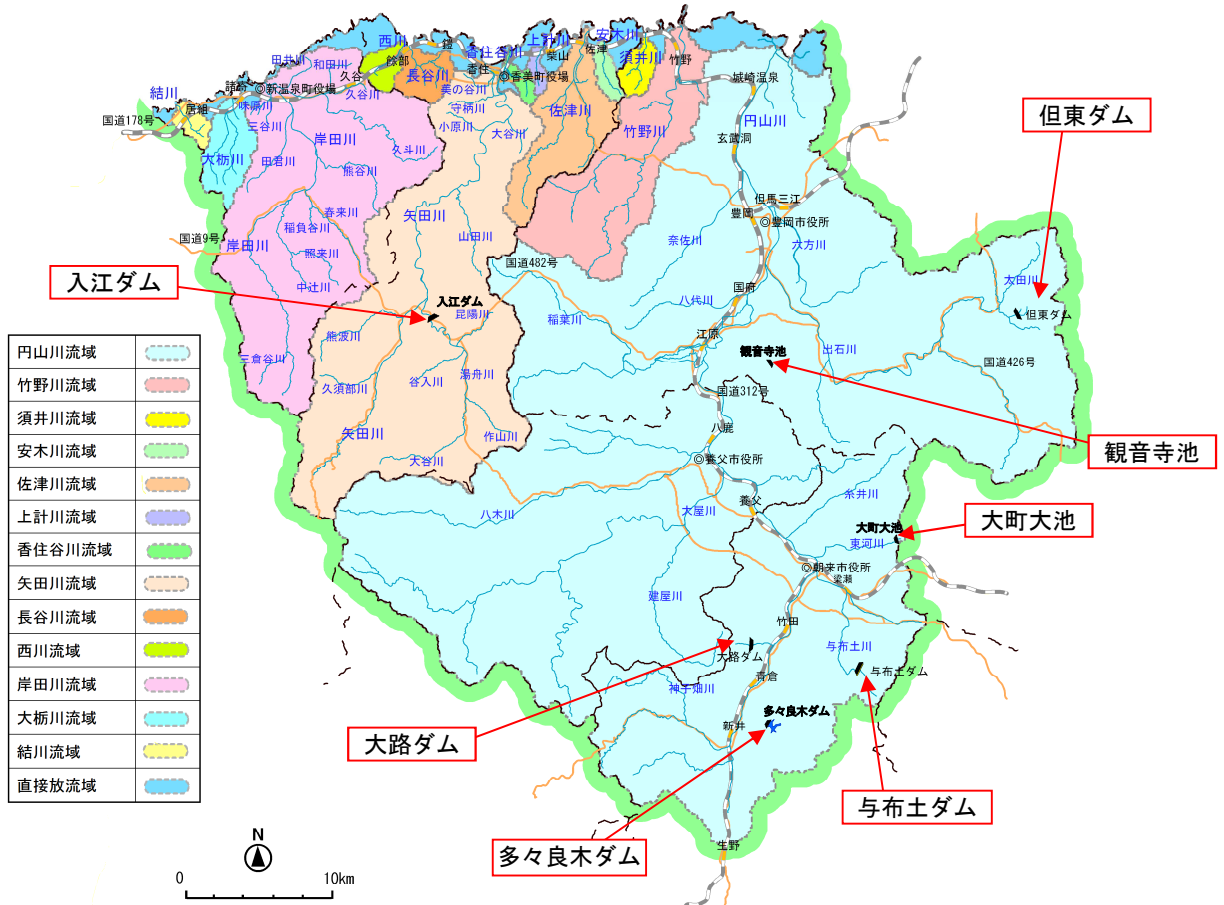 西川
鎧
香住谷川
上計川
柴山
安木川
佐津
須井川
竹野
田井川
和田川
久谷
餘部
長谷川
香住
◎香美町役場
城崎温泉
諸寄
◎新温泉町役場
久谷川
美の谷川
結川
居組
味原川
守柄川
佐津川
円山川
国道178号
三谷川
岸田川
小原川
大谷川
竹野川
玄武洞
但東ダム
大栃川
田君川
久斗川
熊谷川
但馬三江
春来川
矢田川
豊岡
◎豊岡市役所
稲負谷川
山田川
奈佐川
六方川
国道9号
岸田川
照来川
国道482号
入江ダム
中辻川
国府
太田川
入江ダム
昆陽川
八代川
但東ダム
稲葉川
熊波川
江原
円山川流域
観音寺池
出石川
三倉谷川
国道426号
竹野川流域
久須部川
谷入川
湯舟川
国道312号
須井川流域
八鹿
矢田川
作山川
安木川流域
大谷川
◎養父市役所
観音寺池
佐津川流域
養父
糸井川
上計川流域
八木川
大屋川
大町大池
大町大池
香住谷川流域
東河川
矢田川流域
◎朝来市役所
梁瀬
長谷川流域
建屋川
竹田
西川流域
与布土川
大路ダム
与布土ダム
岸田川流域
青倉
神子畑川
大栃川流域
多々良木ダム
新井
結川流域
大路ダム
直接放流域
与布土ダム
N
生野
多々良木ダム
0
10km